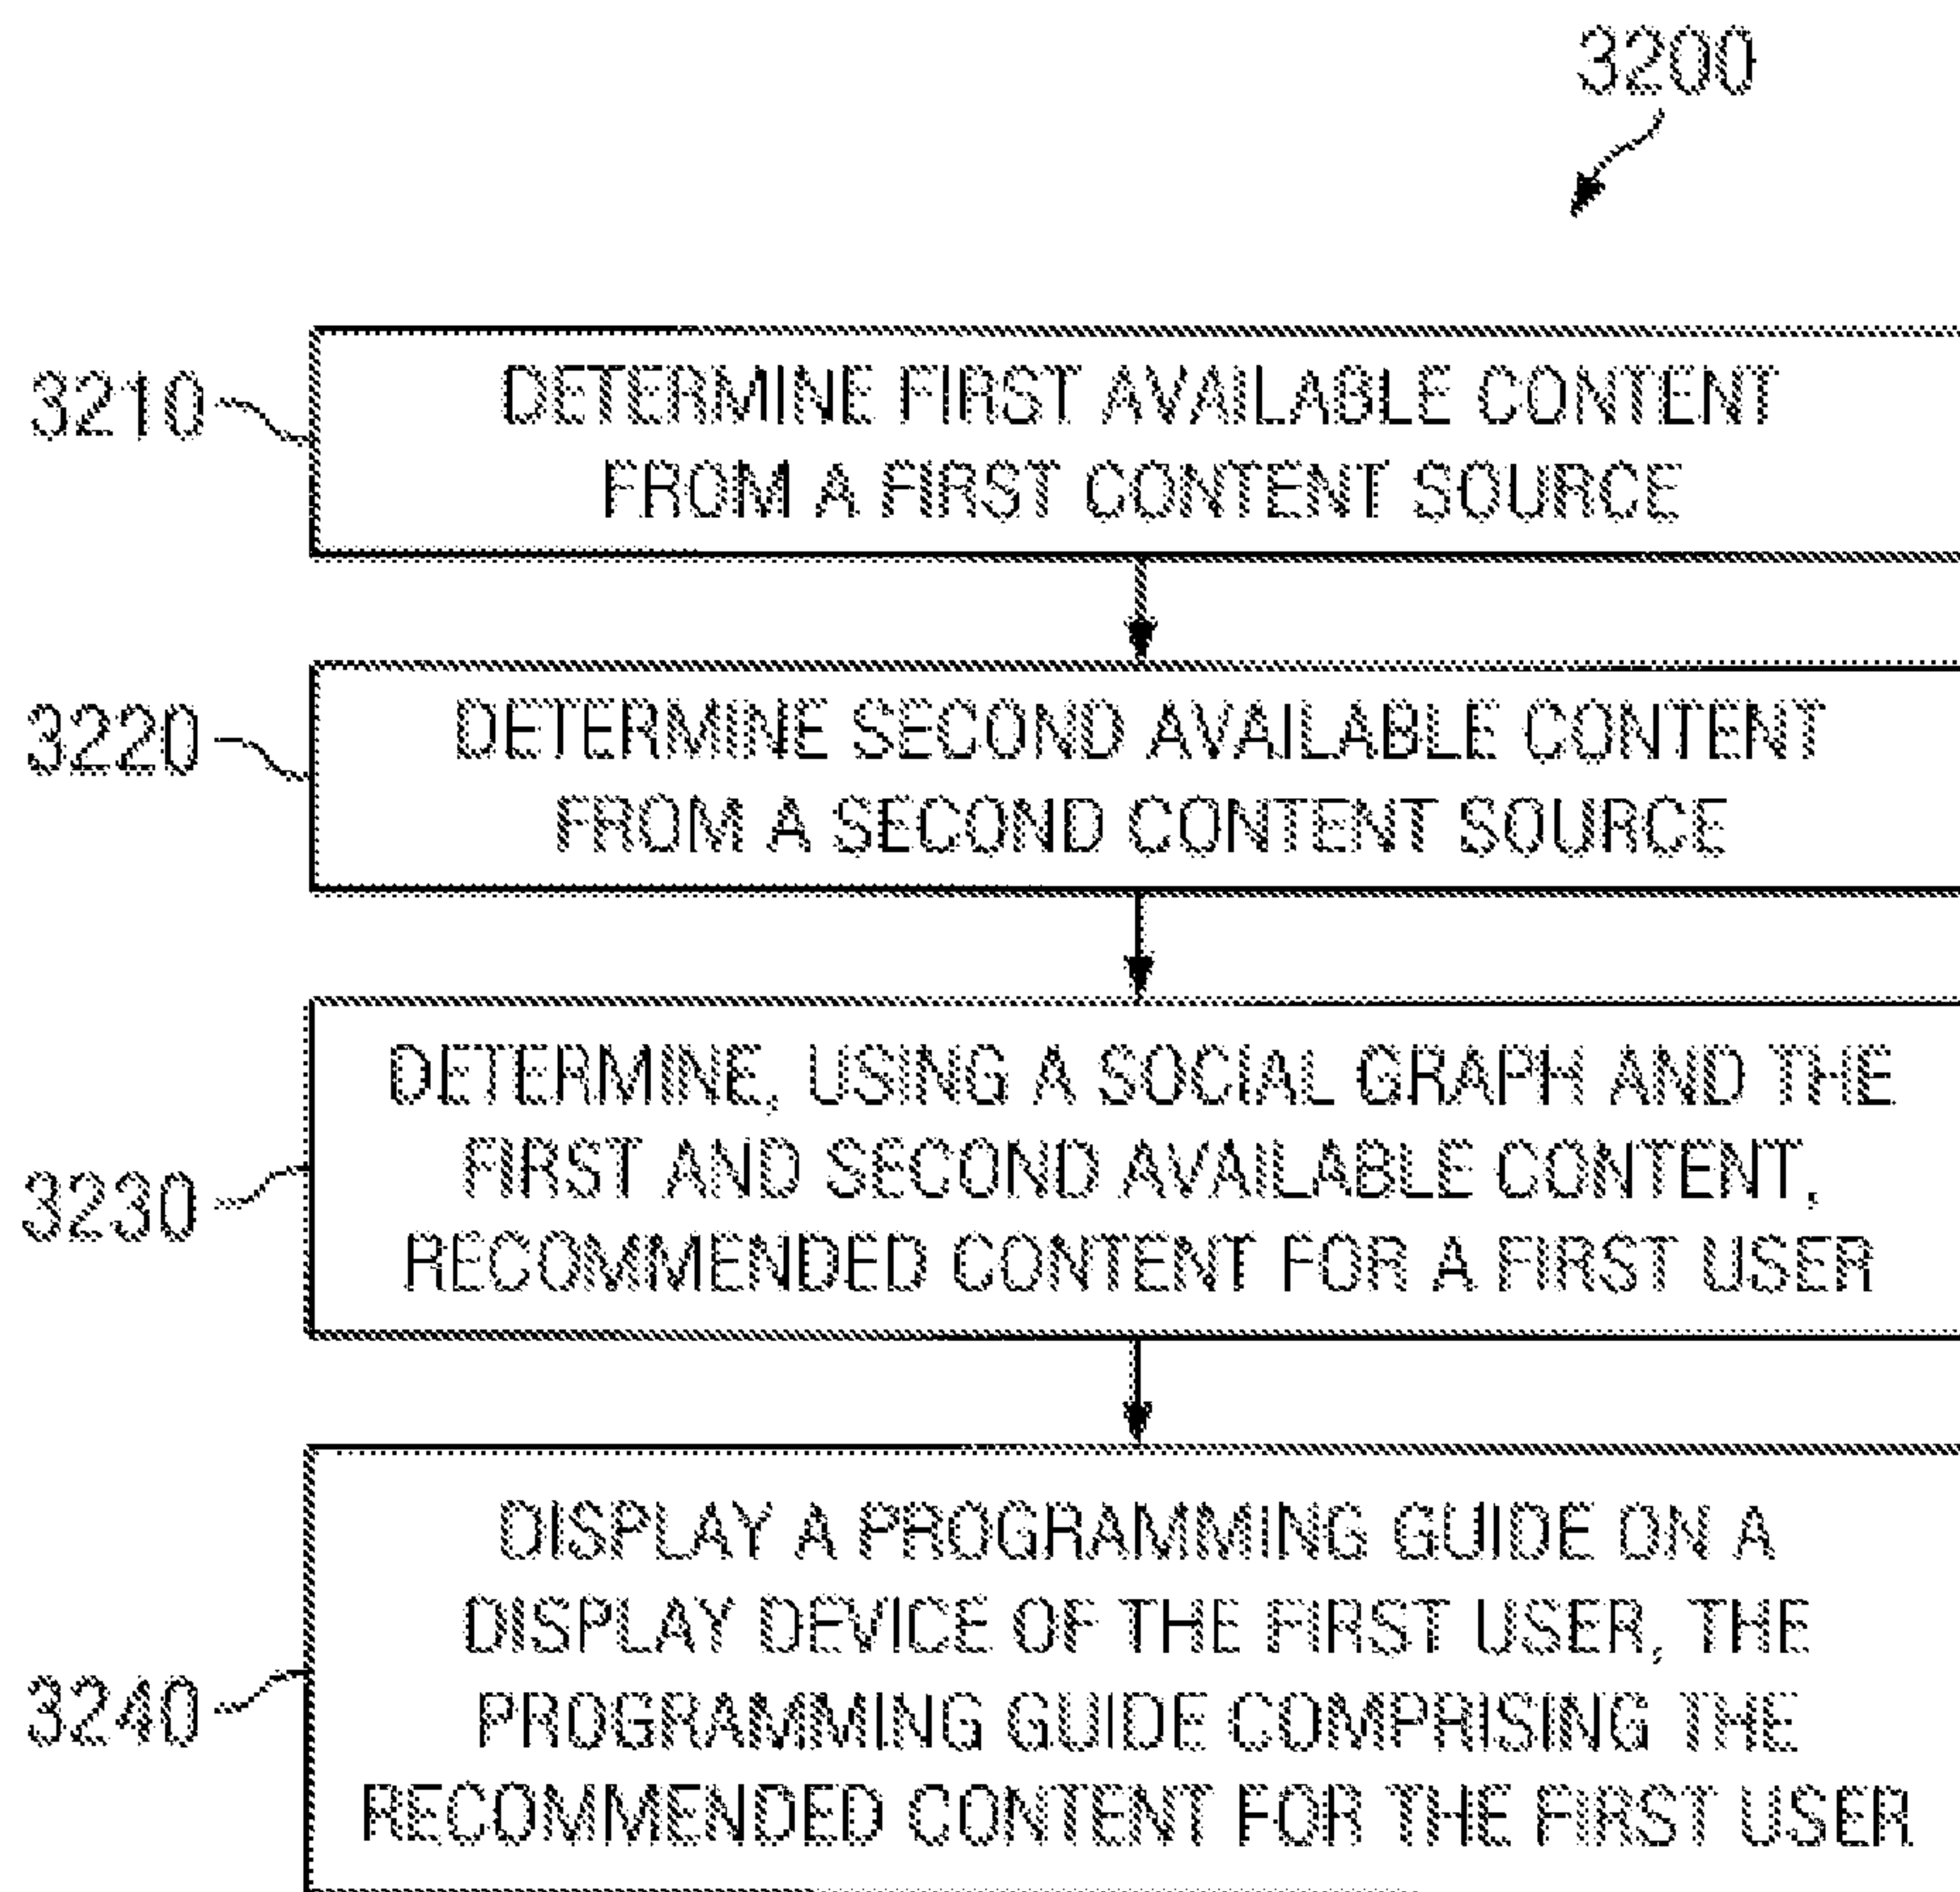 3200
3210
DETERMINE FIRST AVAILABLE CONTENT
FROM A FIRST CONTENT SOURCE
3220
DETERMINE SECOND AVAILABLE CONTENT
FROM A SECOND CONTENT SOURCE
3230
DETERMINE, USING A SOCIAL GRAPH AND THE
FIRST AND SECOND AVAILABLE CONTENT,
RECOMMENDED CONTENT FOR A FIRST USER
3240
DISPLAY A PROGRAMMING GUIDE ON A
DISPLAY DEVICE OF THE FIRST USER, THE
PROGRAMMING GUIDE COMPRISING THE
RECOMMENDED CONTENT FOR THE FIRST USER